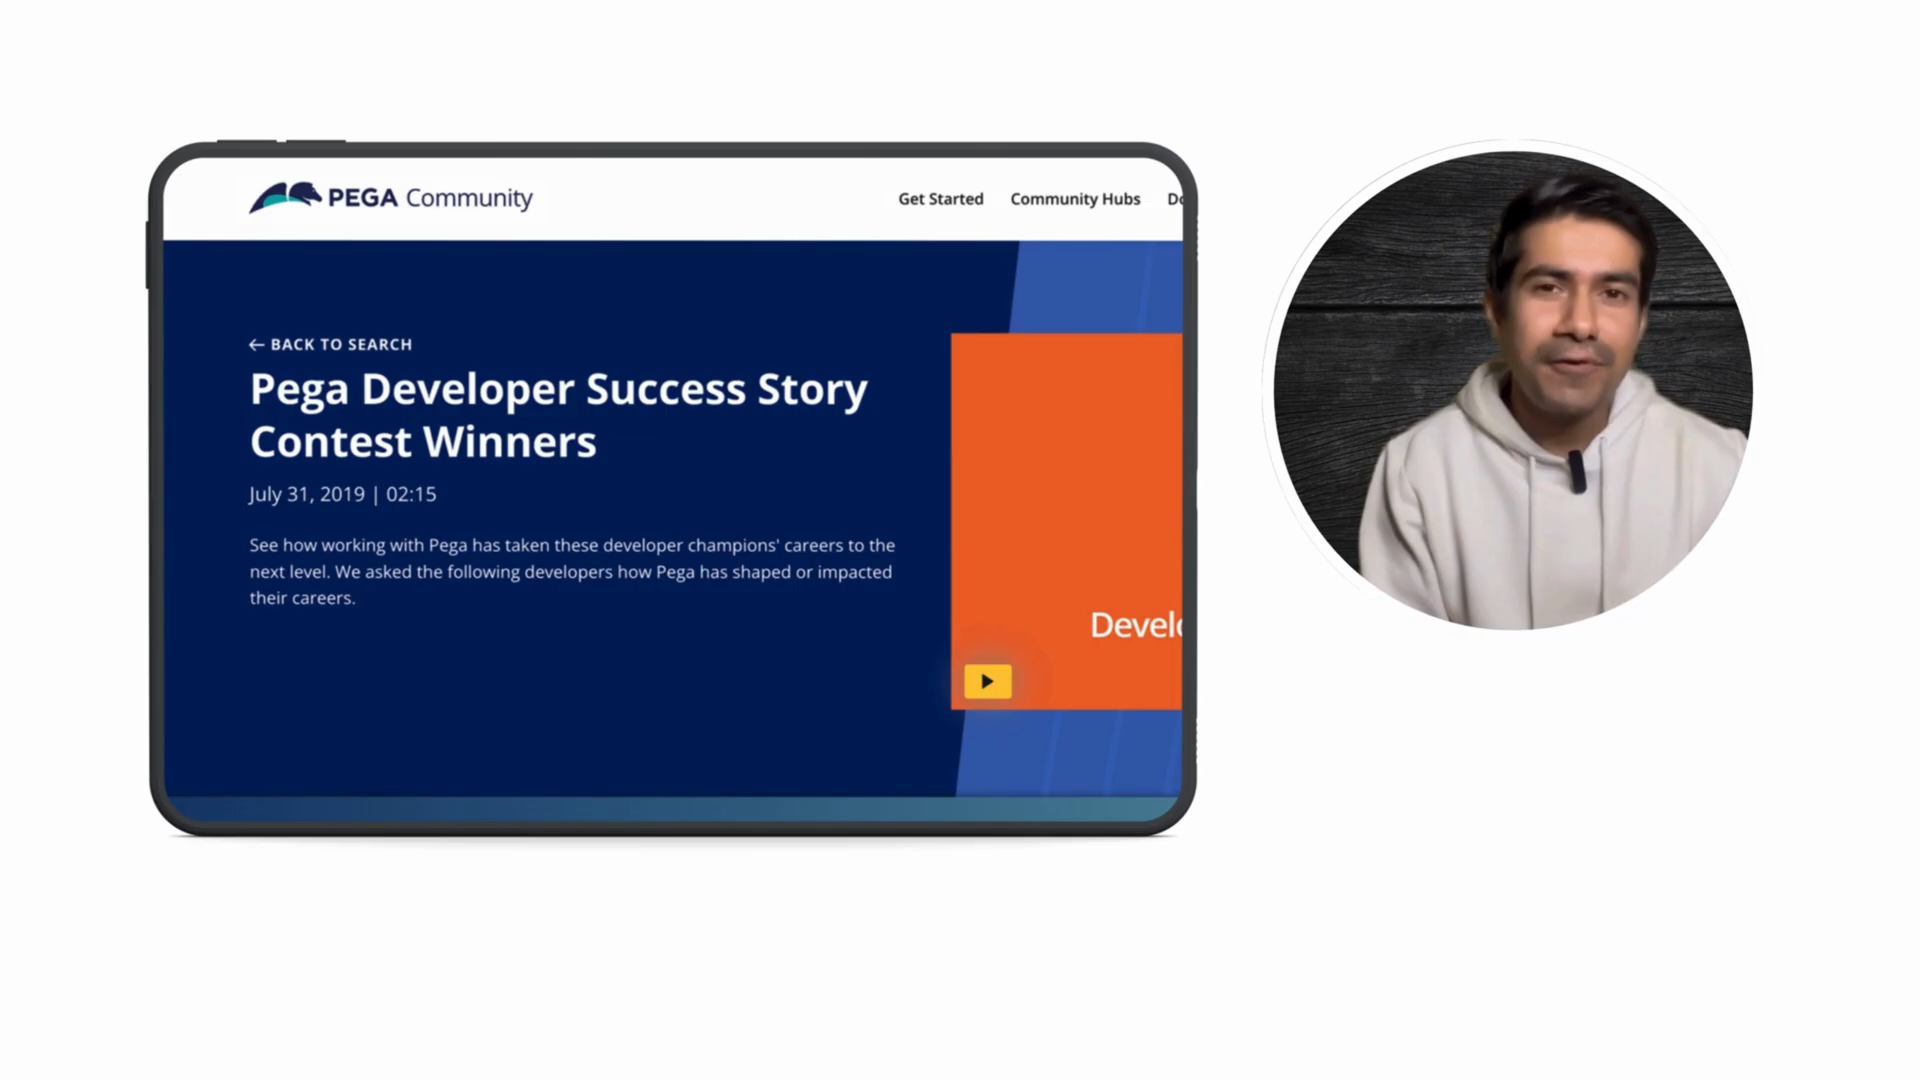 PEGA Community
Get Started Community Hubs
← BACK TO SEARCH
Pega Developer Success Story
Contest Winners
July 31, 2019 | 02:15
See how working with Pega has taken these developer champions' careers to the
next level. We asked the following developers how Pega has shaped or impacted
their careers.